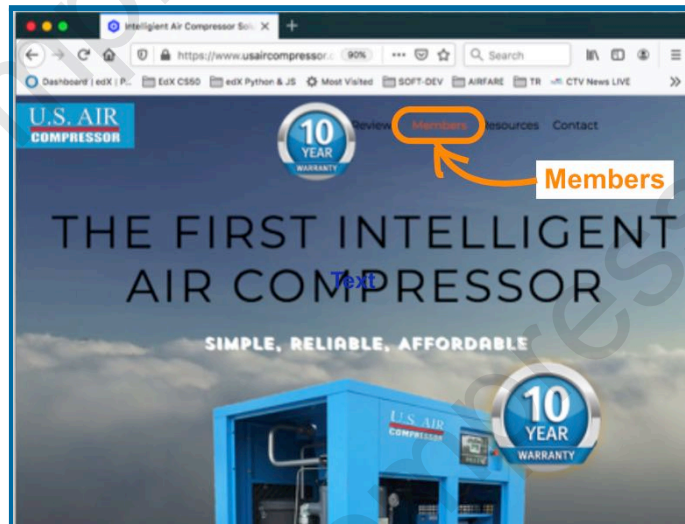 Intelligent Air Compressor Solu
https://www.usaircompressor.c
90%
Search
Dashboard | edX | P...
EdX CS50
edX Python & JS
Most Visited
SOFT-DEV
AIRFARE
TR
CTV News LIVE
U.S. AIR
COMPRESSOR
10
YEAR
WARRANTY
Review
Members
Resources
Contact
Members
THE FIRST INTELLIGENT
AIR COMPRESSOR
Text
SIMPLE, RELIABLE, AFFORDABLE
U.S. AIR
COMPRESSOR
10
YEAR
WARRANTY